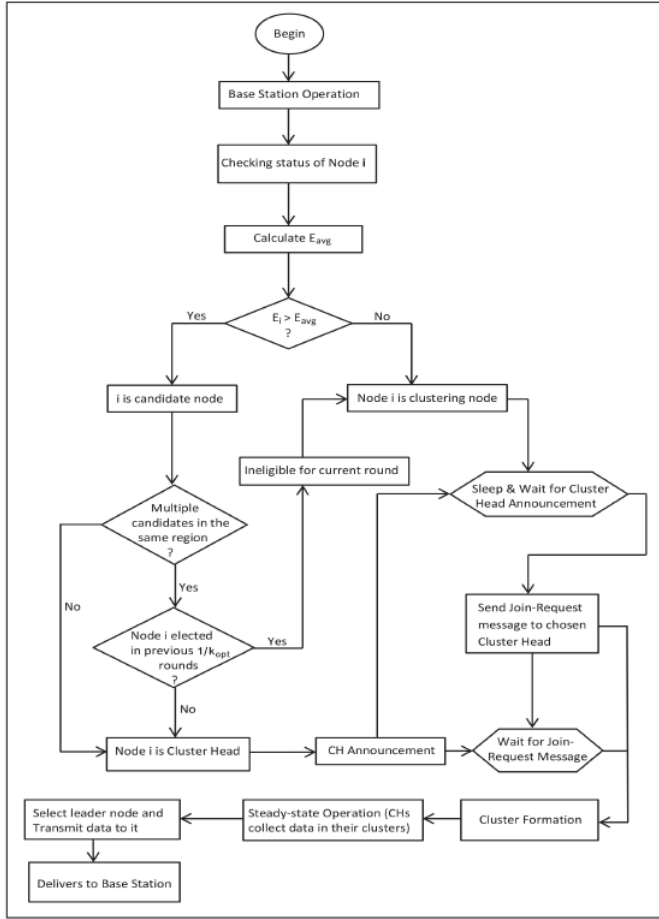 Begin
Base Station Operation
Checking status of Node i
Calculate Eavg
Ei > Eavg
?
Yes
No
i is candidate node
Node i is clustering node
Ineligible for current round
Sleep & Wait for Cluster
Head Announcement
Multiple
candidates in the
same region
?
No
Yes
Send Join-Request
message to chosen
Cluster Head
Node i elected
in previous 1/kopt
rounds
?
Yes
No
Node i is Cluster Head
CH Announcement
Wait for Join-
Request Message
Select leader node and
Transmit data to it
Steady-state Operation (CHs
collect data in their clusters)
Cluster Formation
Delivers to Base Station